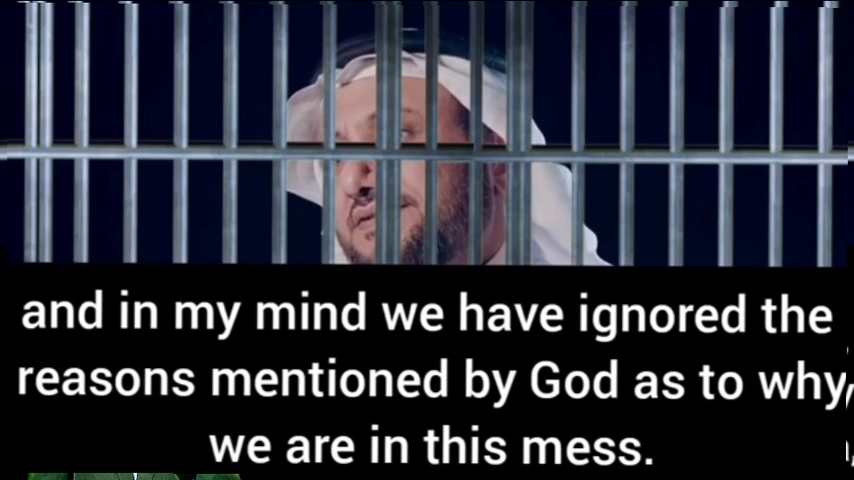 and in my mind we have ignored the
reasons mentioned by God as to why
we are in this mess.